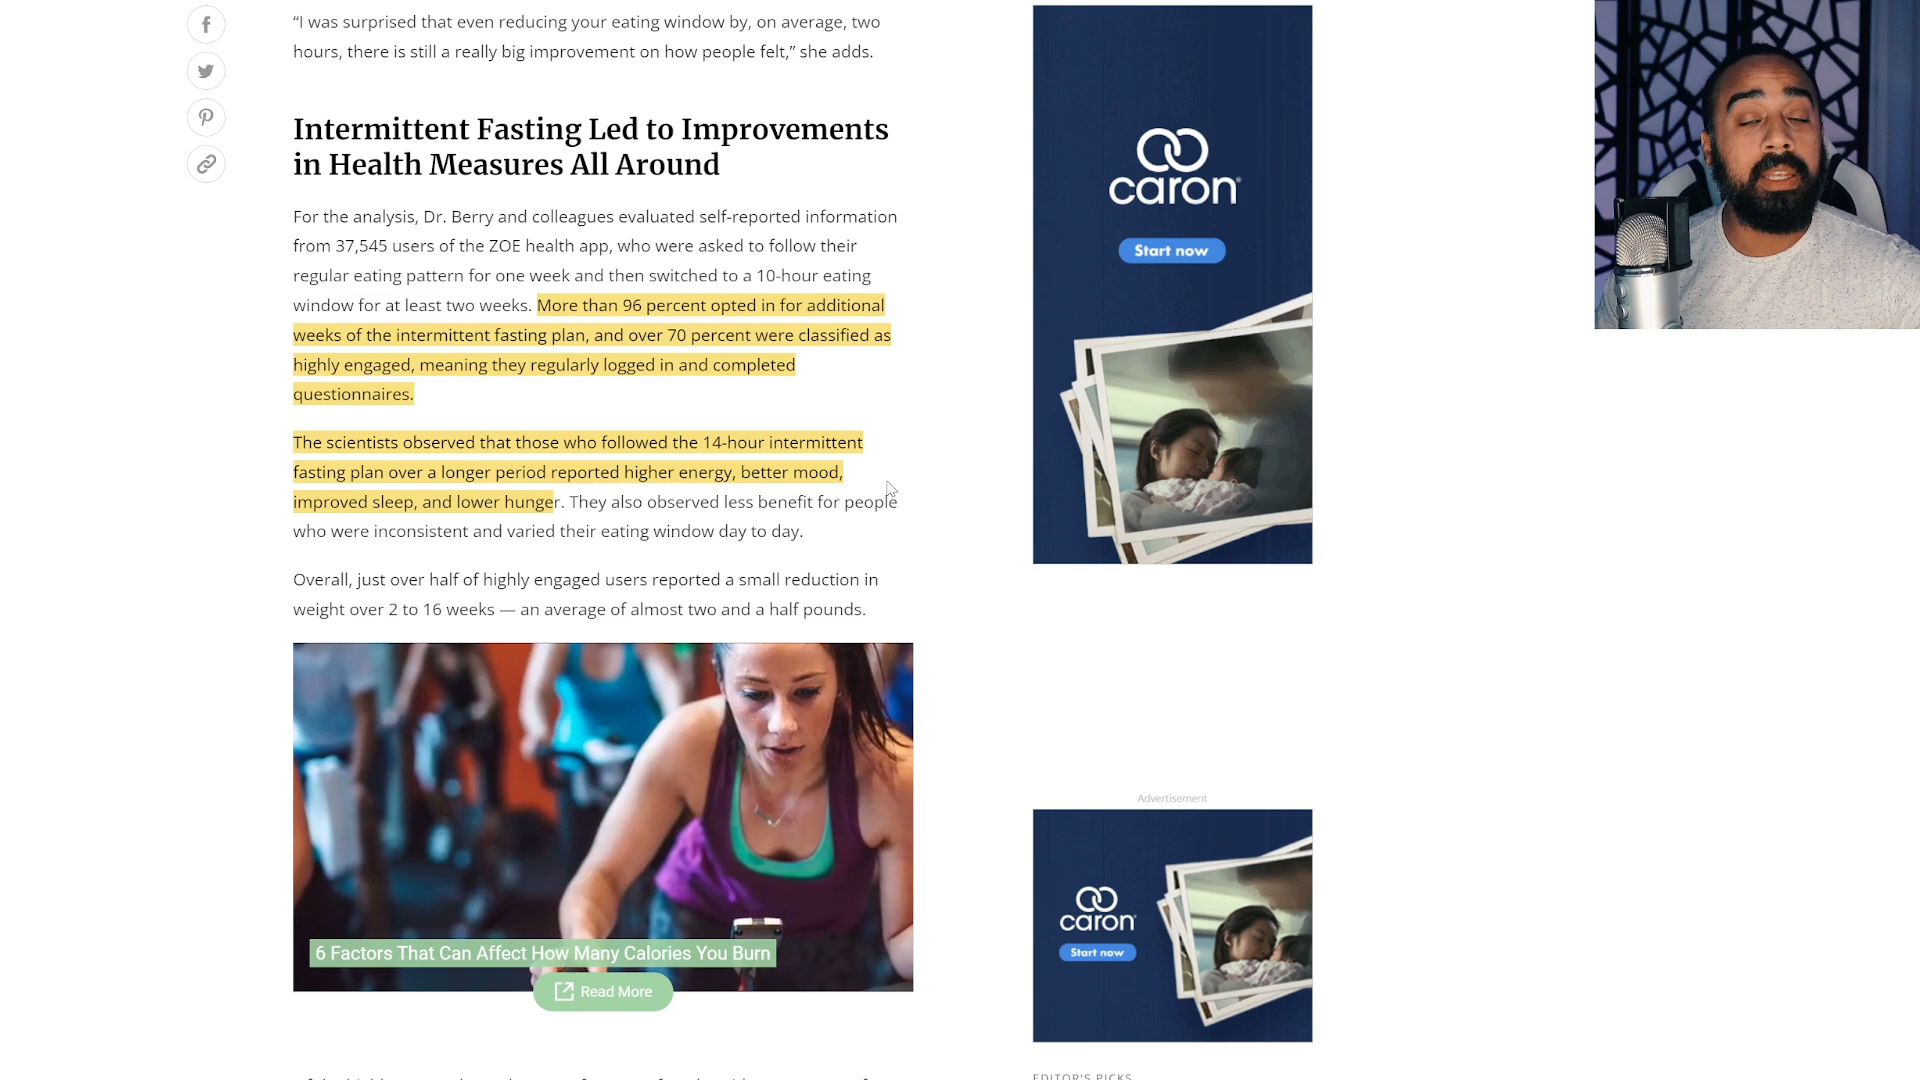 “I was surprised that even reducing your eating window by, on average, two
hours, there is still a really big improvement on how people felt,” she adds.
Intermittent Fasting Led to Improvements
in Health Measures All Around
For the analysis, Dr. Berry and colleagues evaluated self-reported information
from 37,545 users of the ZOE health app, who were asked to follow their
regular eating pattern for one week and then switched to a 10-hour eating
window for at least two weeks. More than 96 percent opted in for additional
weeks of the intermittent fasting plan, and over 70 percent were classified as
highly engaged, meaning they regularly logged in and completed
questionnaires.
The scientists observed that those who followed the 14-hour intermittent
fasting plan over a longer period reported higher energy, better mood,
improved sleep, and lower hunger. They also observed less benefit for people
who were inconsistent and varied their eating window day to day.
Overall, just over half of highly engaged users reported a small reduction in
weight over 2 to 16 weeks — an average of almost two and a half pounds.
6 Factors That Can Affect How Many Calories You Burn
Read More
caron
Start now
Advertisement
caron
Start now
EDITOR'S PICKS